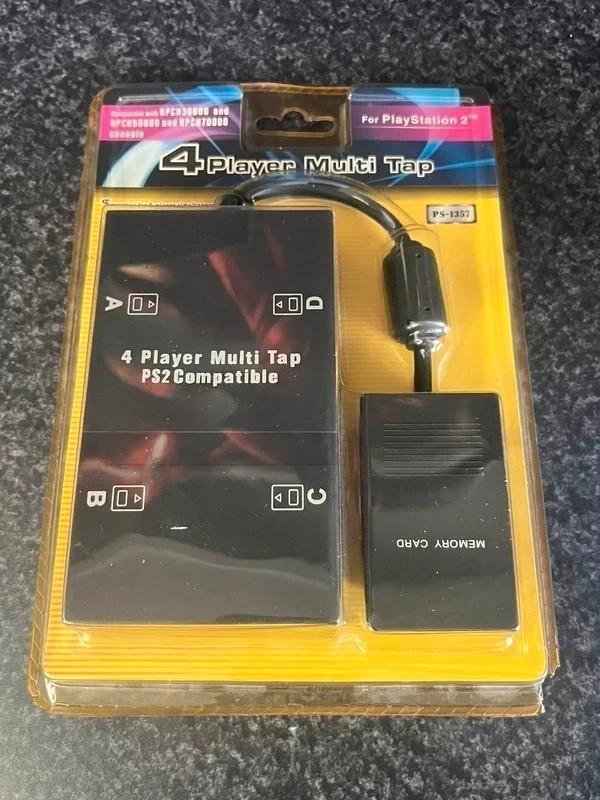 Compatible with SPCH30000 and
SPCH50000 and SPCH70000
console
For PlayStation 2™
4 Player Multi Tap
PS-1357
A
D
4 Player Multi Tap
PS2 Compatible
B
C
MEMORY CARD